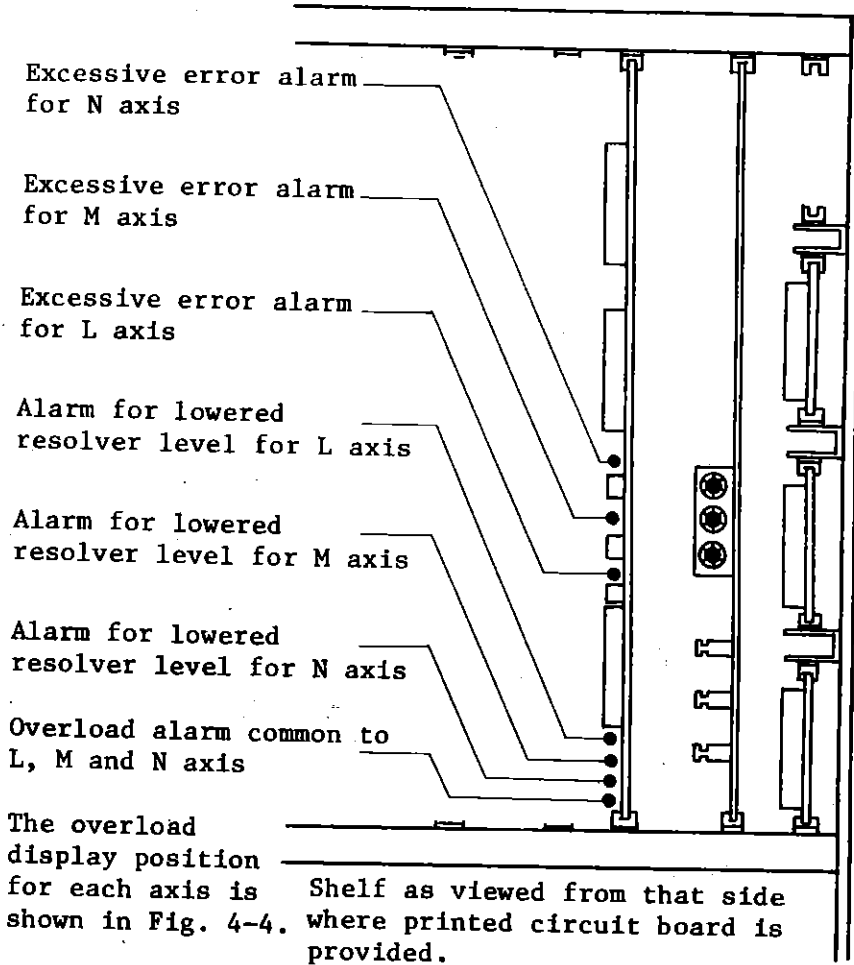 Excessive error alarm
for N axis
Excessive error alarm
for M axis
Excessive error alarm
for L axis
Alarm for lowered
resolver level for L axis
Alarm for lowered
resolver level for M axis
Alarm for lowered
resolver level for N axis
Overload alarm common to
L, M and N axis
The overload
display position
for each axis is
shown in Fig. 4-4.
Shelf as viewed from that side
where printed circuit board is
provided.